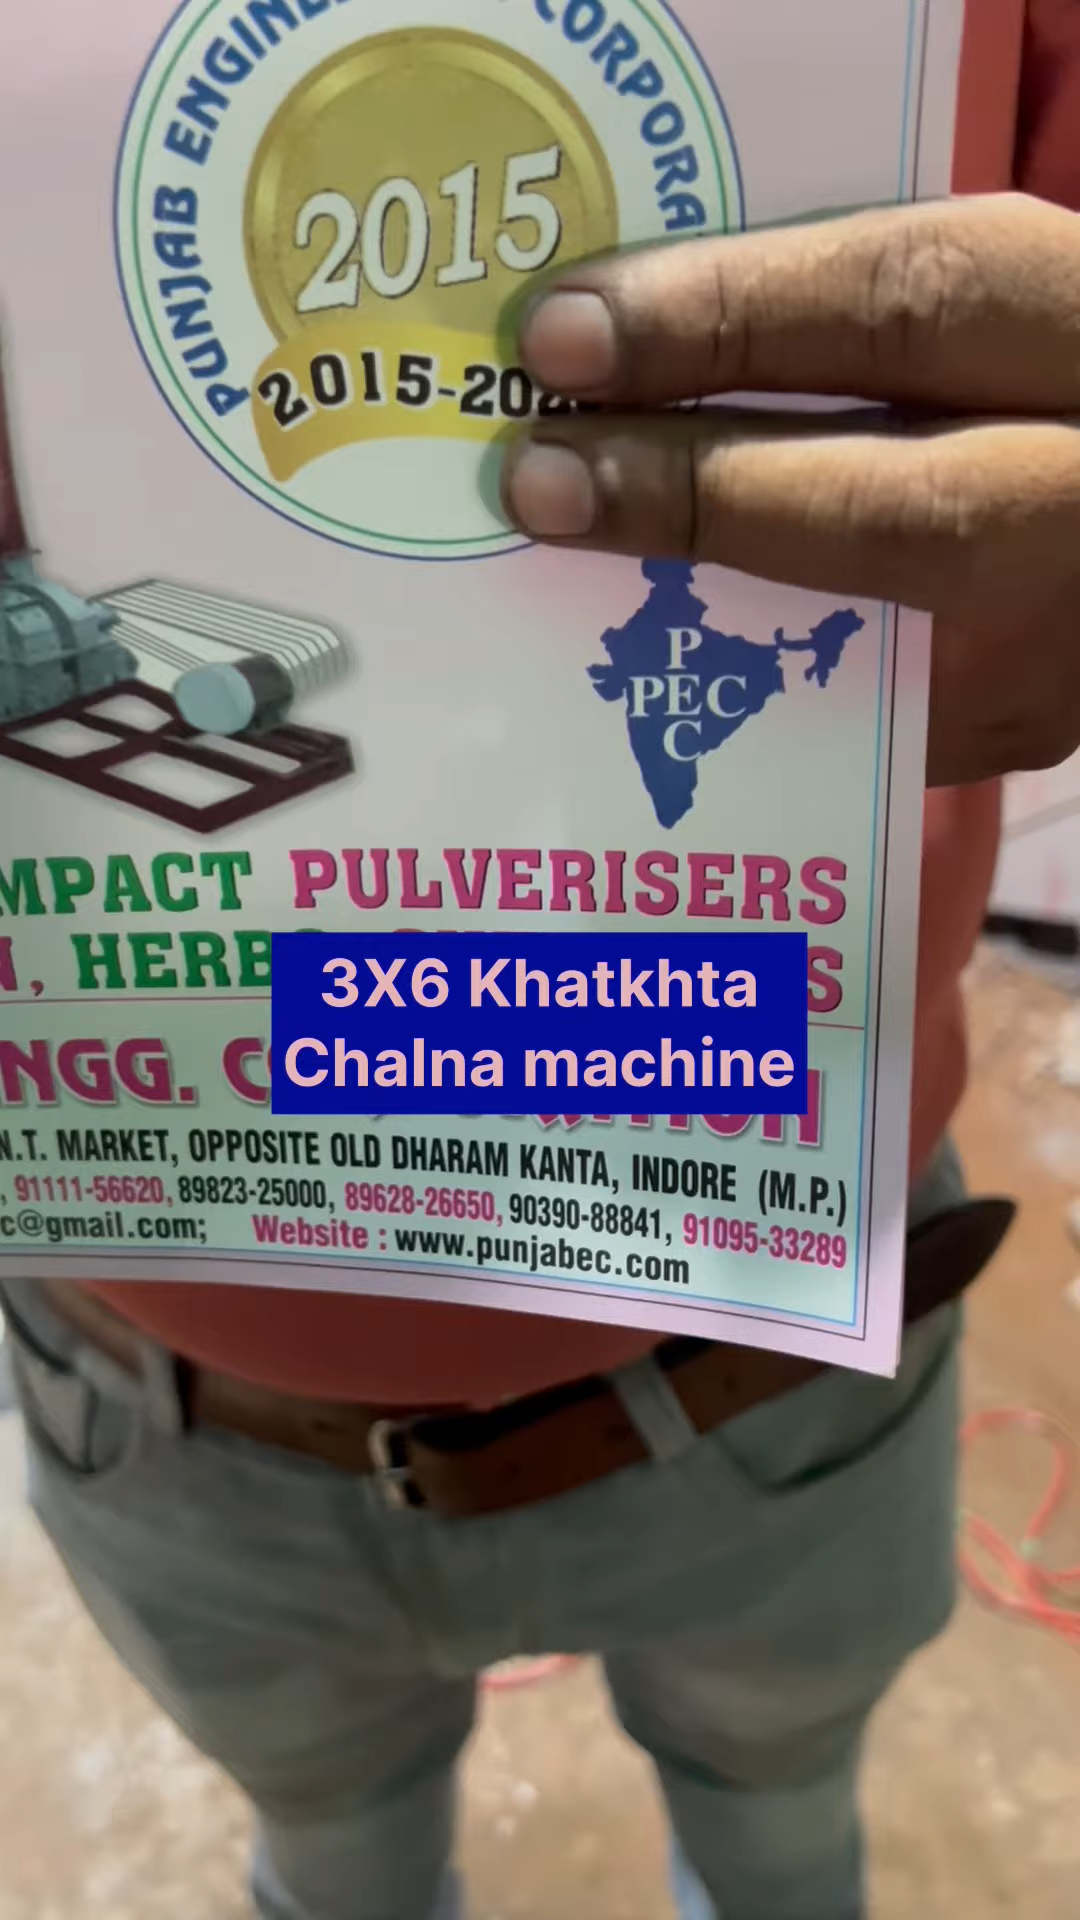 PUNJAB ENGINE CORPORA
2015
2015-20
P
PEC
C
MPACT PULVERISERS
, HERB
3X6 Khatkhta
Chalna machine
NGG. C
N.T. MARKET, OPPOSITE OLD DHARAM KANTA, INDORE (M.P.)
, 91111-56620, 89823-25000, 89628-26650, 90390-88841, 91095-33289
c@gmail.com; Website : www.punjabec.com